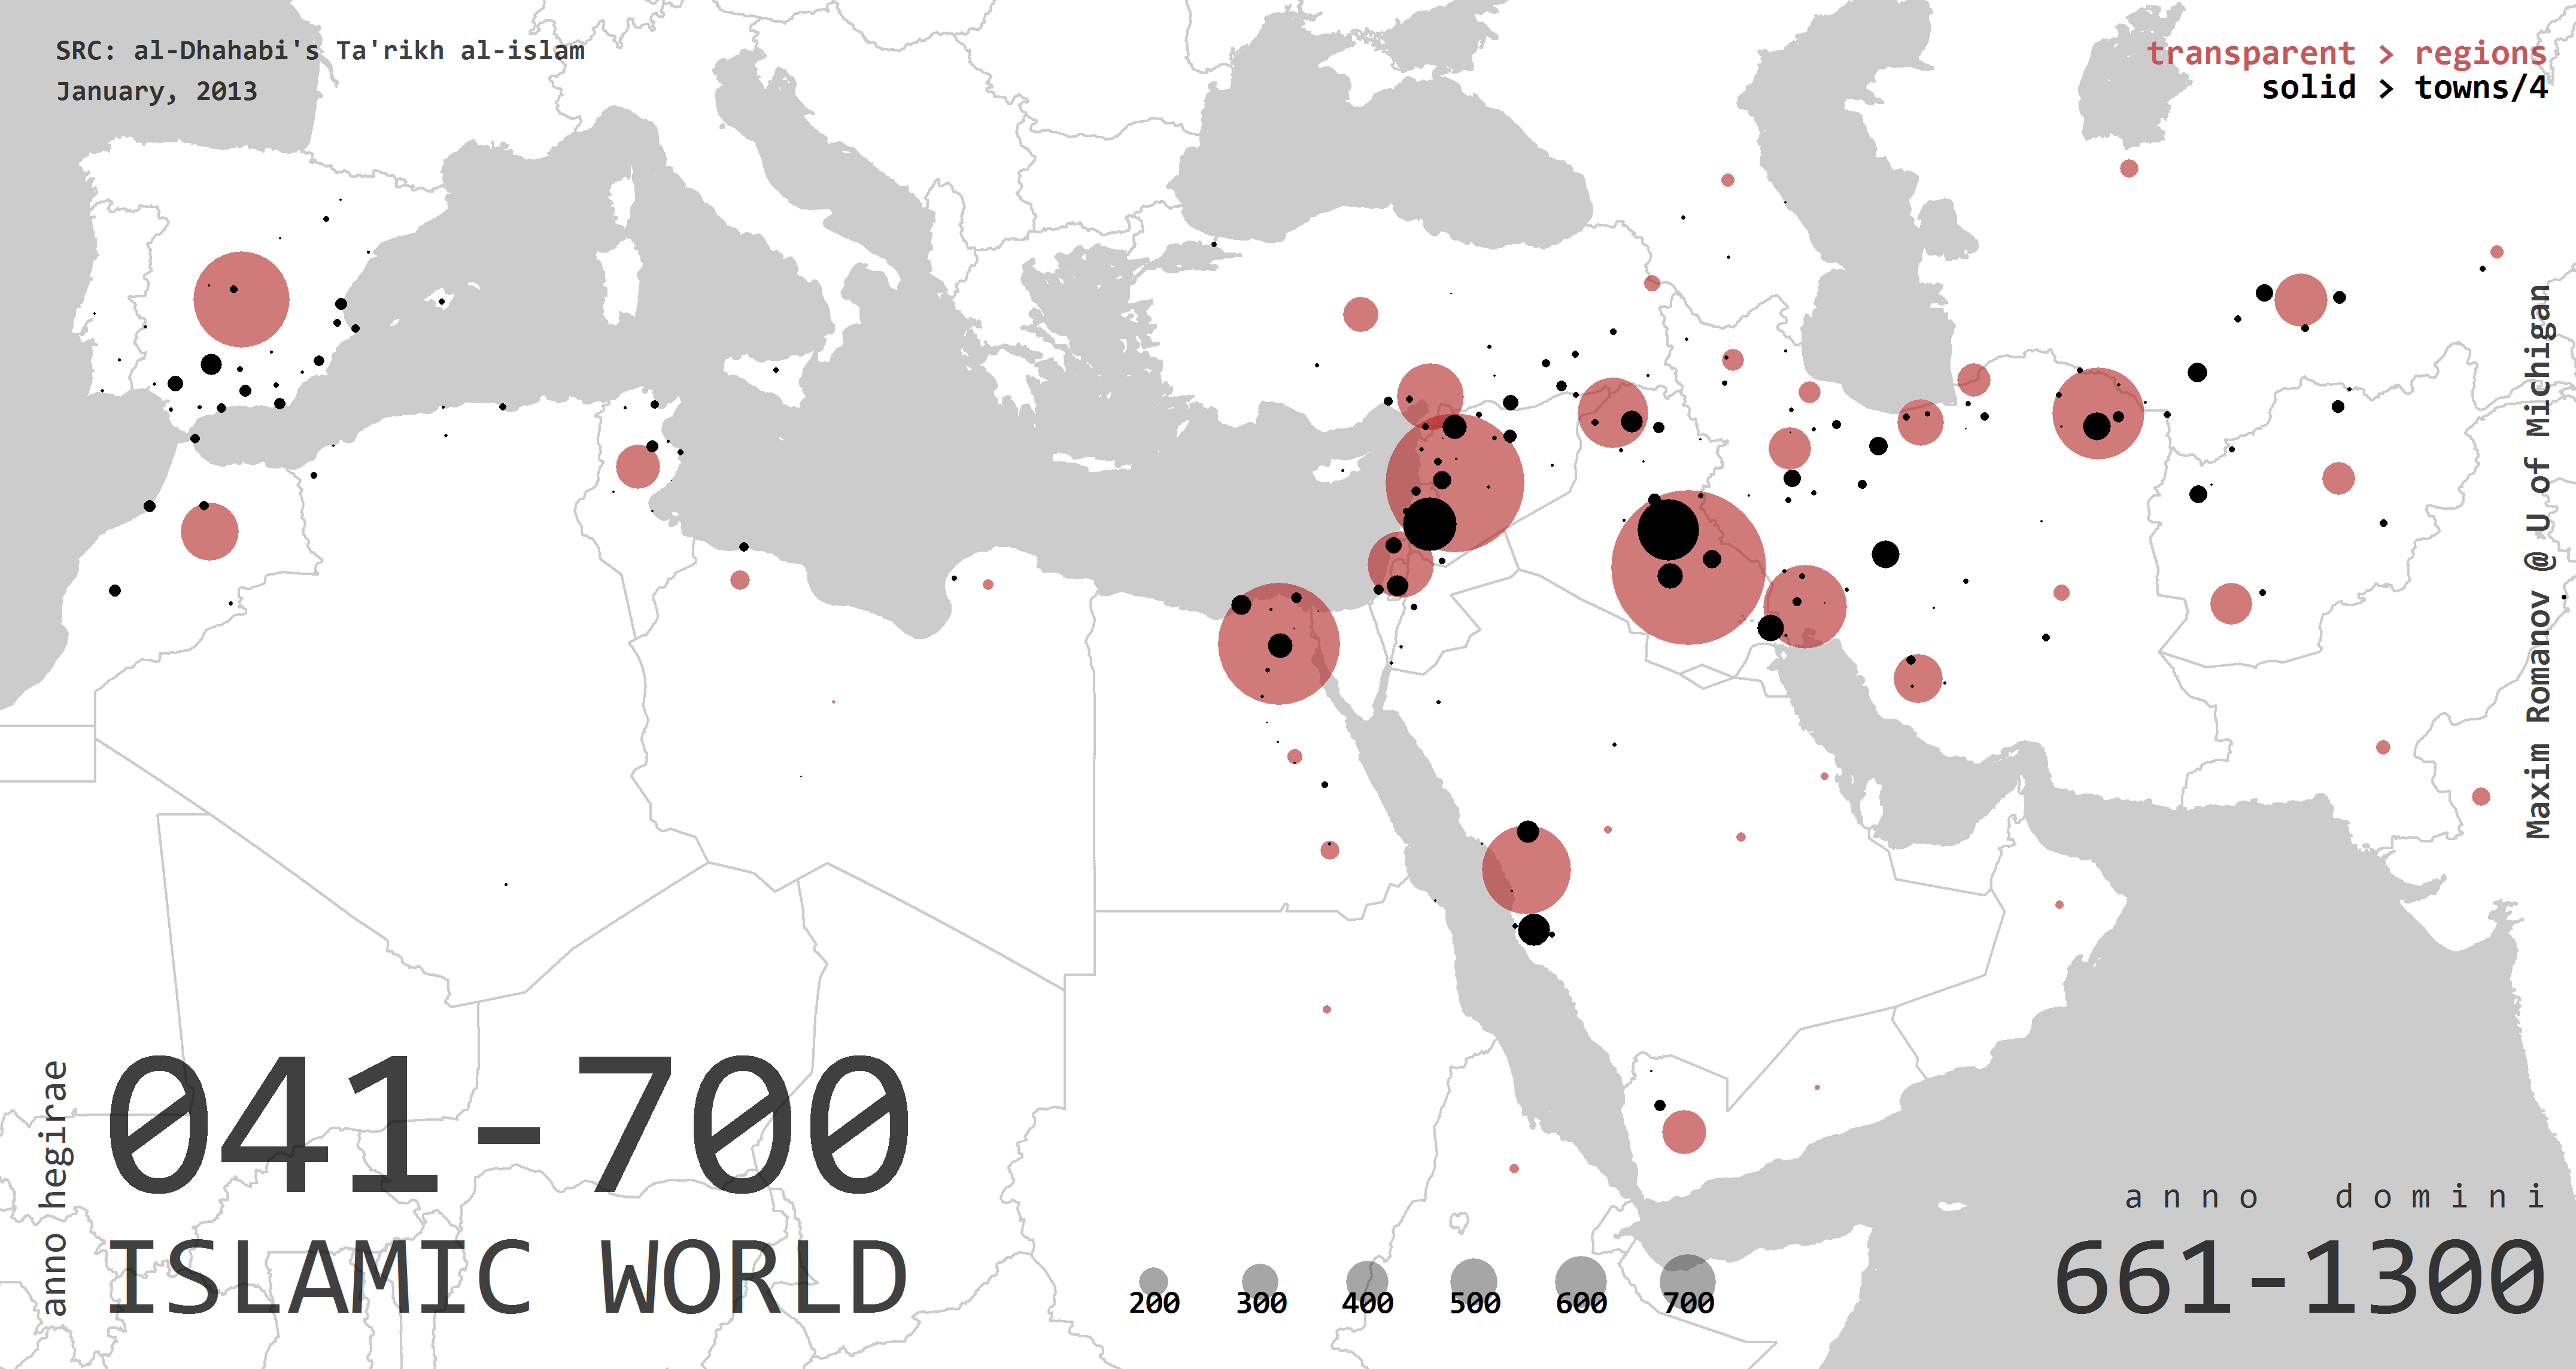 SRC: al-Dhahabi's Ta'rikh al-islam
January, 2013
transparent > regions
solid > towns/4
Maxim Romanov @ U of Michigan
anno hegirae
041-700
ISLAMIC WORLD
200 300 400 500 600 700
anno domini
661-1300